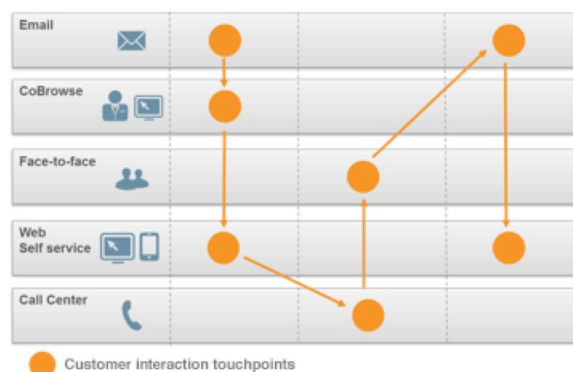 Email
CoBrowse
Face-to-face
Web
Self service
Call Center
Customer interaction touchpoints